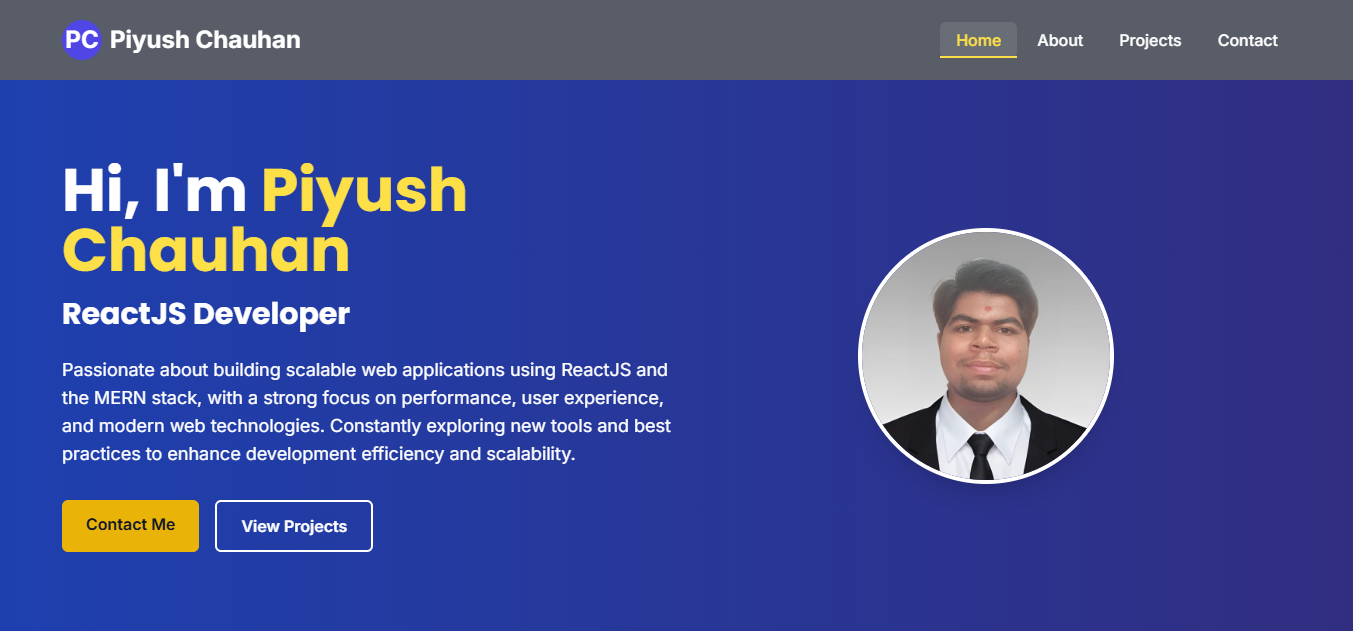 PC Piyush Chauhan
Home About Projects Contact
Hi, I'm Piyush
Chauhan
ReactJS Developer
Passionate about building scalable web applications using ReactJS and
the MERN stack, with a strong focus on performance, user experience,
and modern web technologies. Constantly exploring new tools and best
practices to enhance development efficiency and scalability.
Contact Me
View Projects